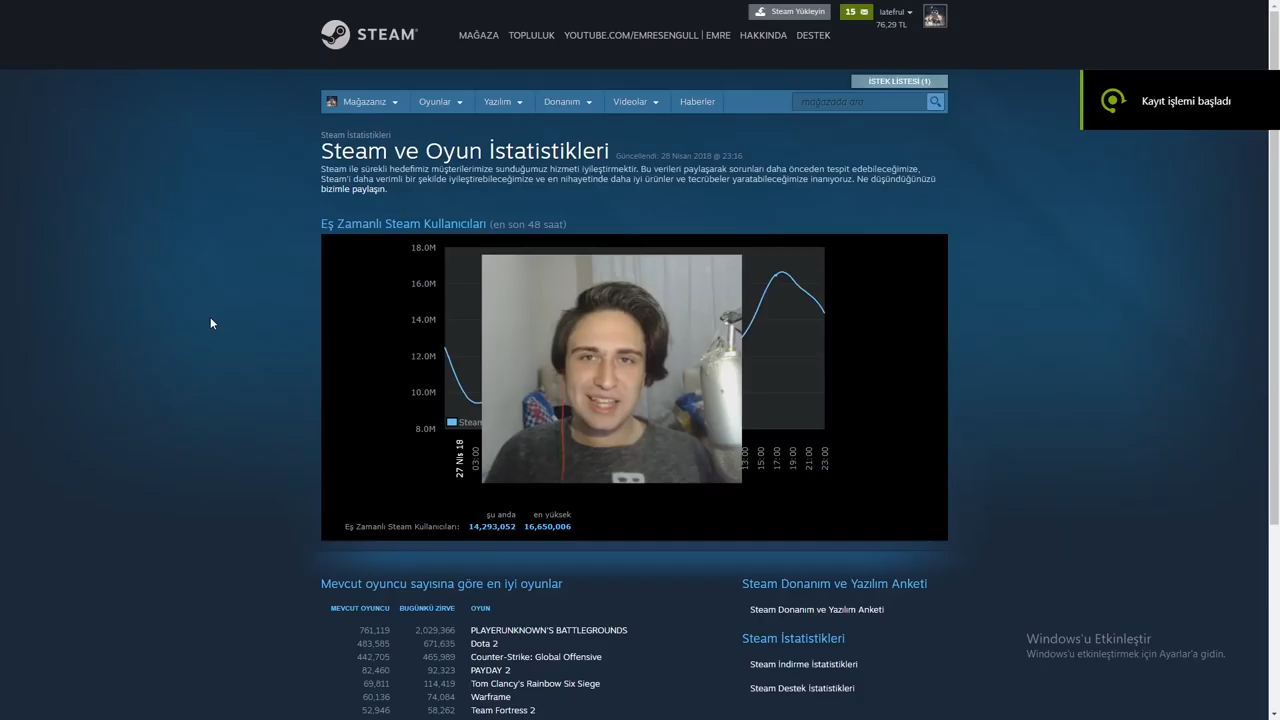 Steam Yükleyin
15
latefrul
76,29 TL
STEAM
MAĞAZA TOPLULUK YOUTUBE.COM/EMRESENGULL | EMRE HAKKINDA DESTEK
İSTEK LİSTESİ (1)
Kayıt işlemi başladı
Mağazanız Oyunlar Yazılım Donanım Videolar Haberler mağazada ara
Steam İstatistikleri
Steam ve Oyun İstatistikleri Güncellendi: 28 Nisan 2018 @ 23:16
Steam ile sürekli hedefimiz müşterilerimize sunduğumuz hizmeti iyileştirmektir. Bu verileri paylaşarak sorunları daha önceden tespit edebileceğimize,
Steam'i daha verimli bir şekilde iyileştirebileceğimize ve en nihayetinde daha iyi ürünler ve tecrübeler yaratabileceğimize inanıyoruz. Ne düşündüğünüzü
bizimle paylaşın.
Eş Zamanlı Steam Kullanıcıları (en son 48 saat)
18.0M
16.0M
14.0M
12.0M
10.0M
8.0M
Steam
27 Nis 18 03:00 13:00 15:00 17:00 19:00 21:00 23:00
şu anda en yüksek
Eş Zamanlı Steam Kullanıcıları: 14,293,052 16,650,006
Mevcut oyuncu sayısına göre en iyi oyunlar
MEVCUT OYUNCU BUGÜNKÜ ZİRVE OYUN
761,119 2,029,366 PLAYERUNKNOWN'S BATTLEGROUNDS
483,585 671,635 Dota 2
442,705 465,989 Counter-Strike: Global Offensive
82,460 92,323 PAYDAY 2
69,811 114,419 Tom Clancy's Rainbow Six Siege
60,136 74,084 Warframe
52,946 58,262 Team Fortress 2
Steam Donanım ve Yazılım Anketi
Steam Donanım ve Yazılım Anketi
Steam İstatistikleri
Steam İndirme İstatistikleri
Steam Destek İstatistikleri
Windows'u Etkinleştir
Windows'u etkinleştirmek için Ayarlar'a gidin.